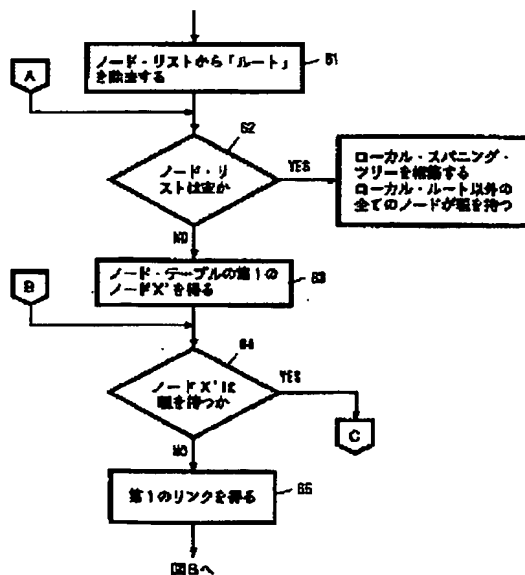 ノード・リストから「ルート」
を除去する
61
A
62
ノード・リ
ストは空か
YES
ローカル・スパニング・
ツリーを構築する
ローカル・ルート以外の
全てのノードが親を持つ
NO
ノード・テーブルの第1の
ノードX'を得る
63
B
64
ノードX'は
親を持つか
YES
C
NO
第1のリンクを得る
65
図Bへ